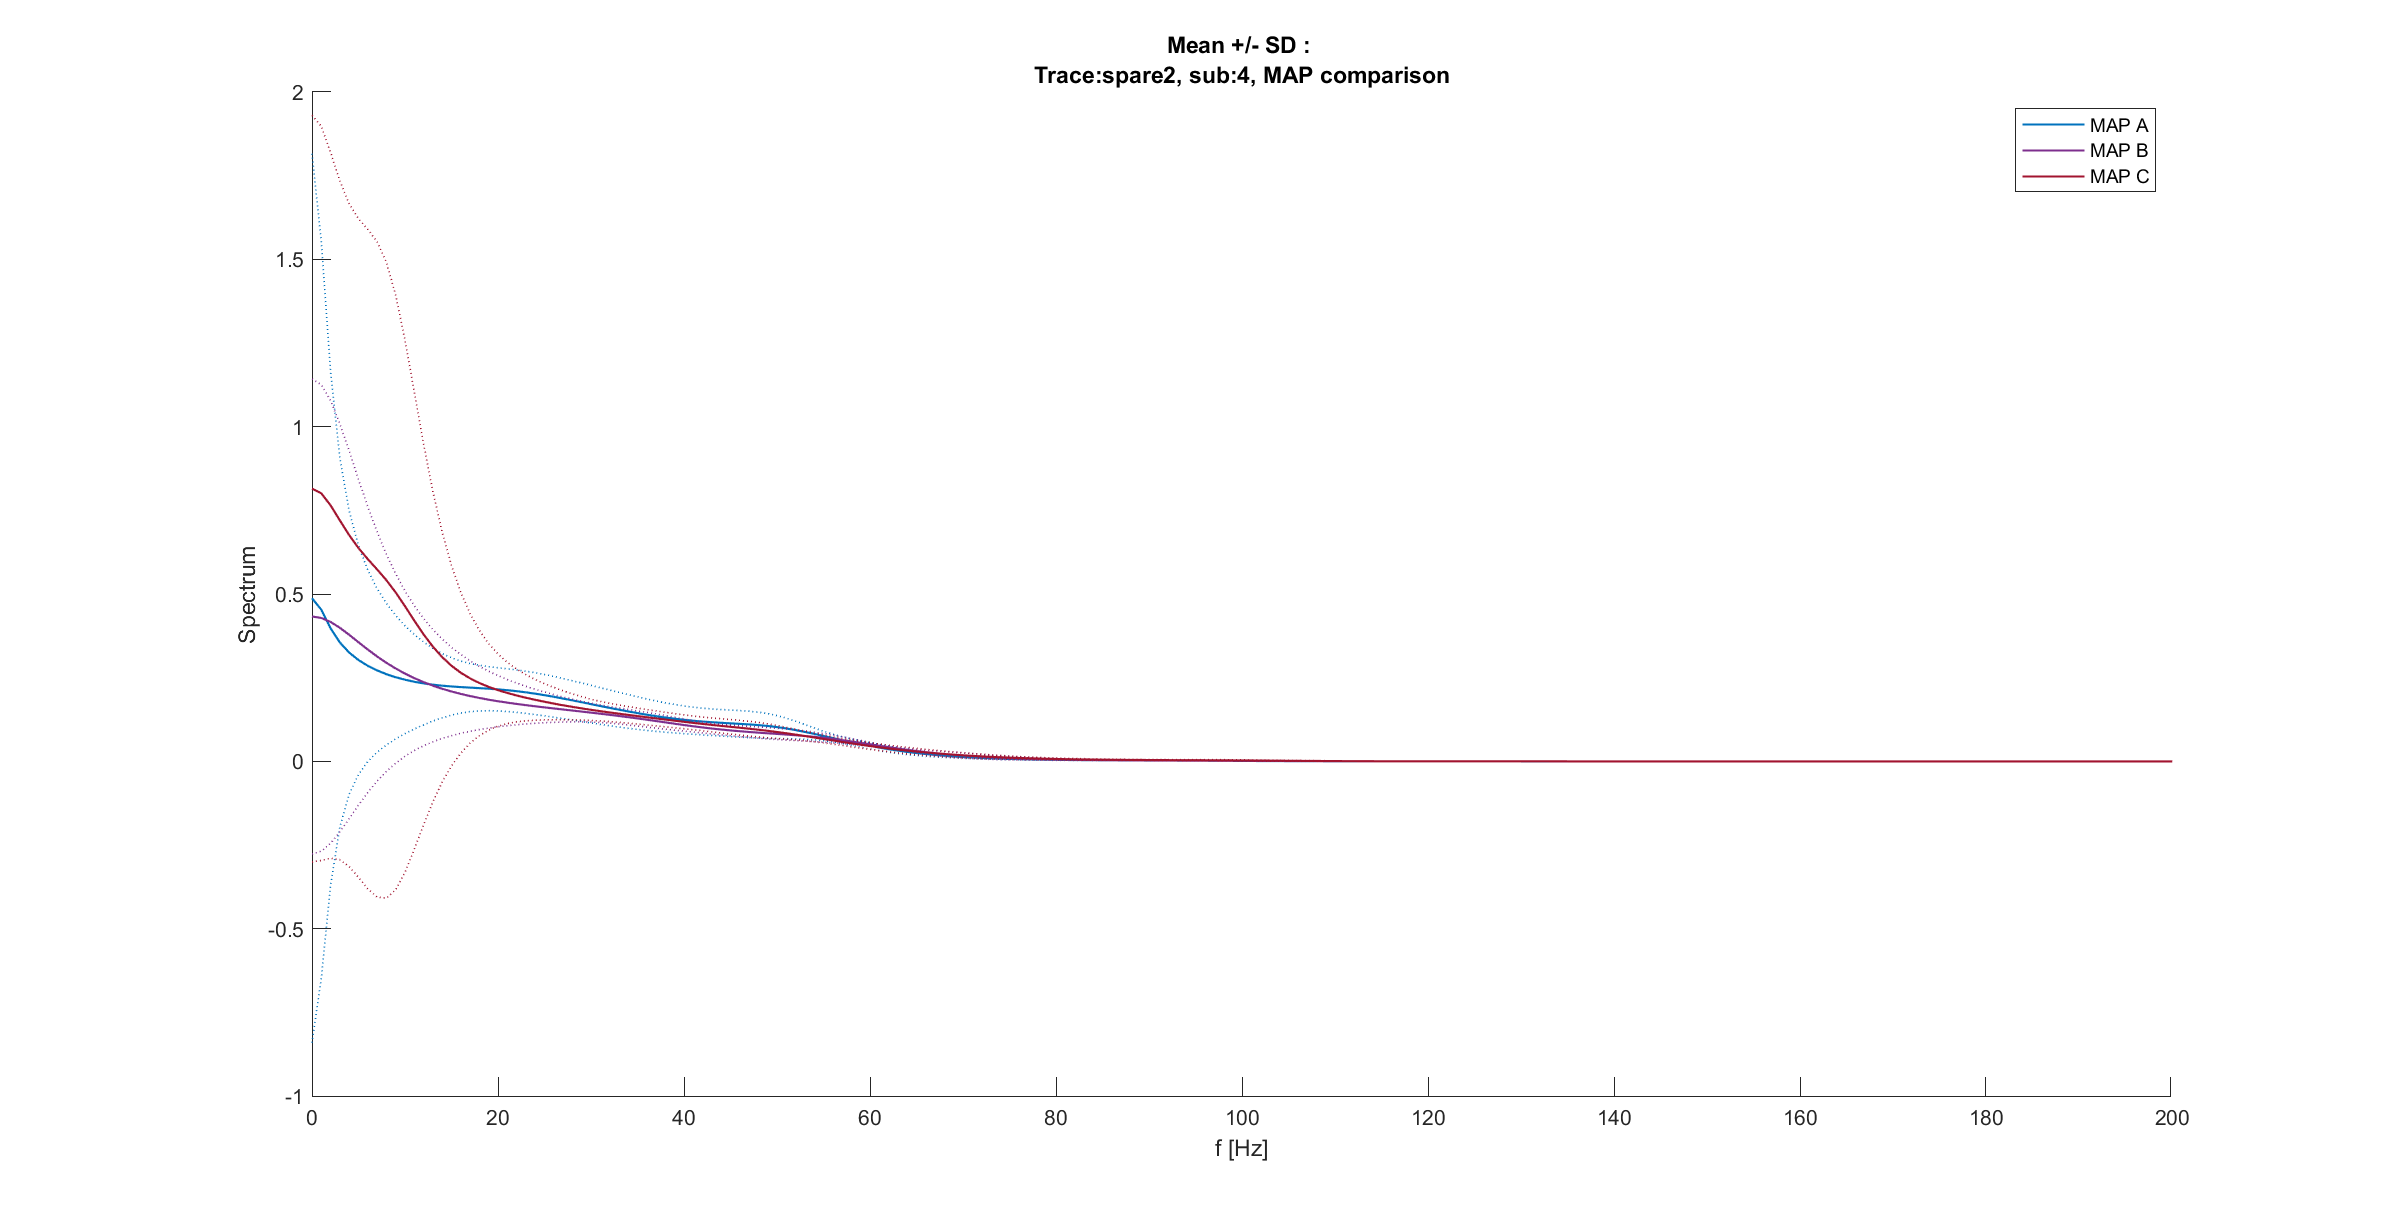 Mean +/- SD :
Trace:spare2, sub:4, MAP comparison
MAP A
MAP B
MAP C
Spectrum
2
1.5
1
0.5
0
-0.5
-1
0 20 40 60 80 100 120 140 160 180 200
f [Hz]